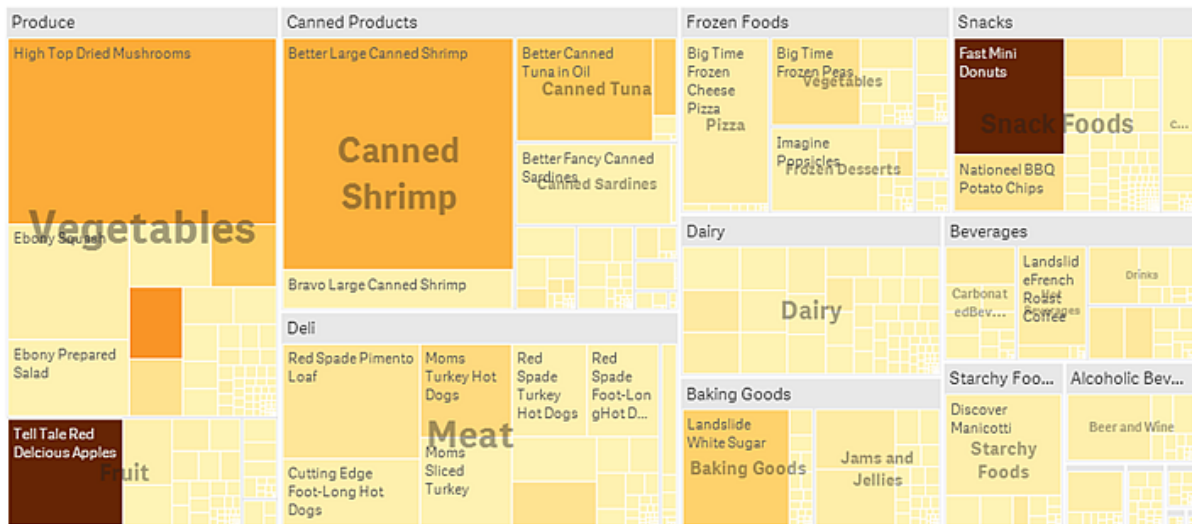 Produce
High Top Dried Mushrooms
Vegetables
Ebony Squash
Ebony Prepared
Salad
Tell Tale Red
Delcious Apples
Fruit
Canned Products
Better Large Canned Shrimp
Canned
Shrimp
Bravo Large Canned Shrimp
Better Canned
Tuna in Oil
Canned Tuna
Better Fancy Canned
Sardines
Canned Sardines
Deli
Red Spade Pimento
Loaf
Cutting Edge
Foot-Long Hot
Dogs
Moms
Turkey Hot
Dogs
Meat
Moms
Sliced
Turkey
Red
Spade
Turkey
Hot Dogs
Red
Spade
Foot-Lon
gHot D...
Frozen Foods
Big Time
Frozen
Cheese
Pizza
Pizza
Big Time
Frozen Peas
Vegetables
Imagine
Popsicles
Frozen Desserts
Snacks
Fast Mini
Donuts
Snack Foods
Nationeel BBQ
Potato Chips
c...
Dairy
Dairy
Beverages
Carbonat
edBev...
Landslid
eFrench
Roast
Coffee
Hot
Beverages
Drinks
Baking Goods
Landslide
White Sugar
Baking Goods
Jams and
Jellies
Starchy Foo...
Discover
Manicotti
Starchy
Foods
Alcoholic Bev...
Beer and Wine